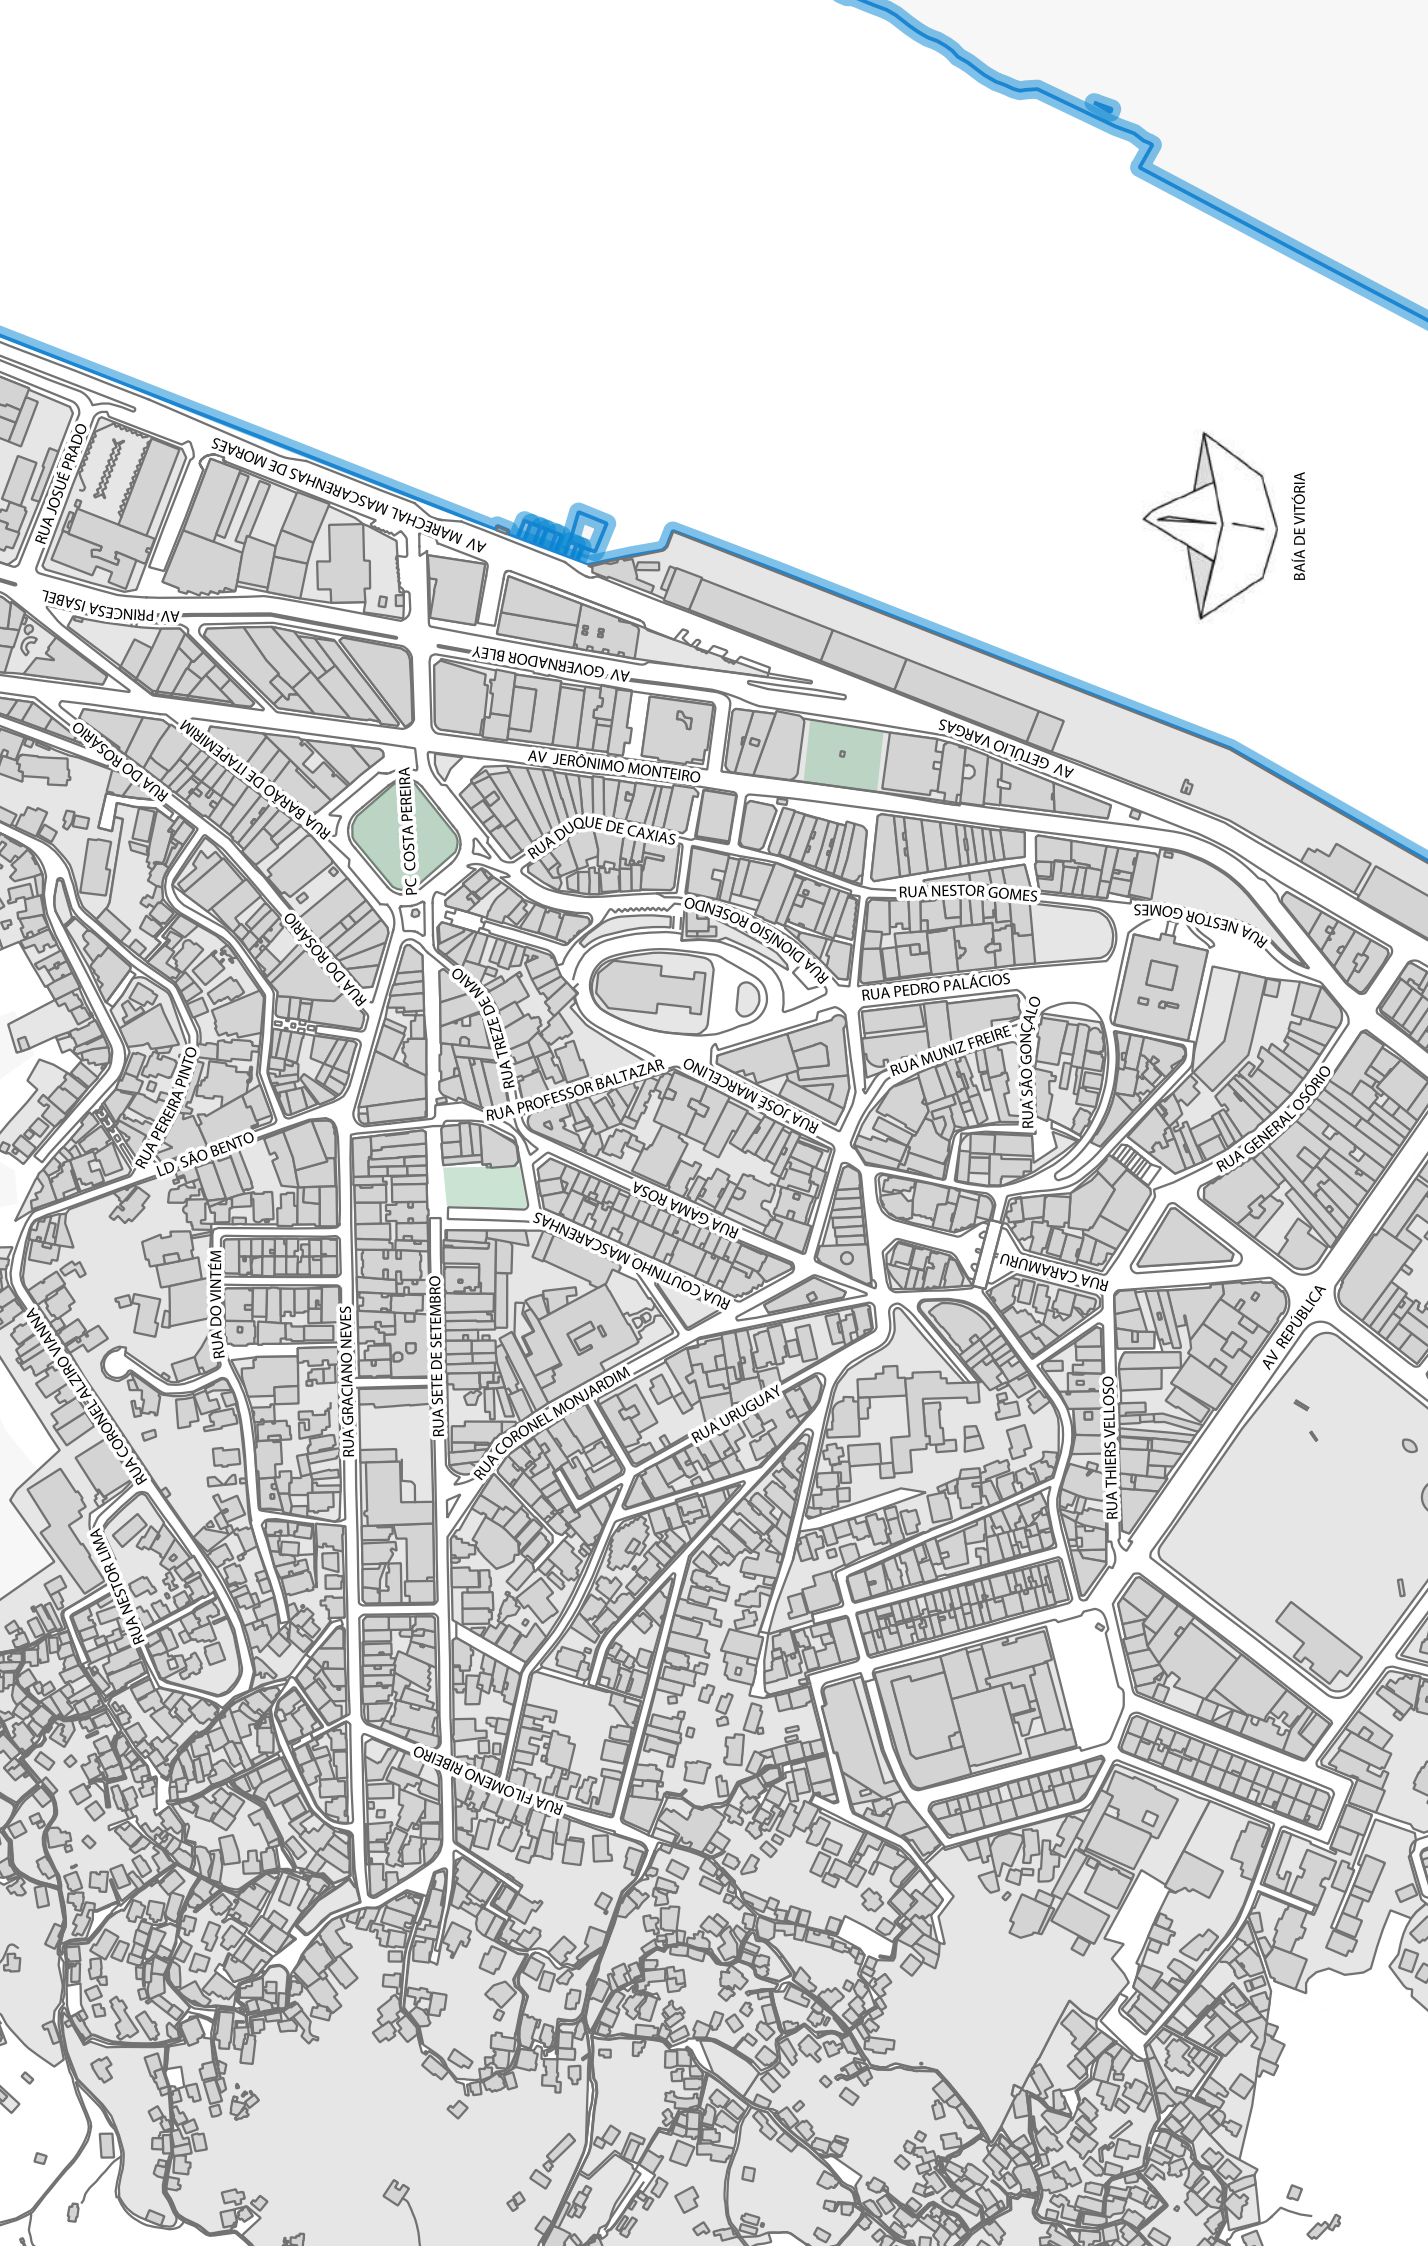 AV MARECHAL MASCARENHAS DE MORAES
RUA JOSUÉ PRADO
BAÍA DE VITÓRIA
AV. PRINCESA ISABEL
AV. GOVERNADOR BLEY
AV GETÚLIO VARGAS
RUA DO ROSÁRIO
RUA BARÃO DE ITAPEMIRIM
AV JERÔNIMO MONTEIRO
PC COSTA PEREIRA
RUA DUQUE DE CAXIAS
RUA NESTOR GOMES
RUA NESTOR GOMES
RUA DIONÍSIO ROSENDO
RUA DO ROSÁRIO
RUA TREZE DE MAIO
RUA PEDRO PALÁCIOS
RUA MUNIZ FREIRE
RUA SÃO GONÇALO
RUA PROFESSOR BALTAZAR
RUA JOSÉ MARCELINO
RUA GENERAL OSÓRIO
RUA PEREIRA PINTO
LD. SÃO BENTO
RUA GAMA ROSA
RUA COUTINHO MASCARENHAS
RUA CARAMURU
RUA DO VINTÉM
RUA GRACIANO NEVES
RUA SETE DE SETEMBRO
AV REPÚBLICA
RUA CORONEL ALZIRO VIANNA
RUA CORONEL MONJARDIM
RUA URUGUAY
RUA THIERS VELLOSO
RUA NESTOR LIMA
RUA FILOMENO RIBEIRO